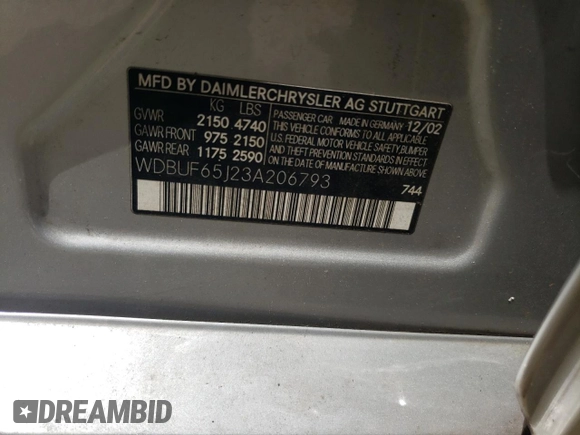 MFD BY DAIMLERCHRYSLER AG STUTTGART
KG LBS
GVWR 2150 4740
GAWR FRONT 975 2150
GAWR REAR 1175 2590
PASSENGER CAR MADE IN GERMANY 12/02
THIS VEHICLE CONFORMS TO ALL APPLICABLE
U.S. FEDERAL MOTOR VEHICLE SAFETY,BUMPER
AND THEFT PREVENTION STANDARDS IN EFFECT ON
THE DATE OF MANUFACTURE SHOWN ABOVE
WDBUF65J23A206793
744
DREAMBID